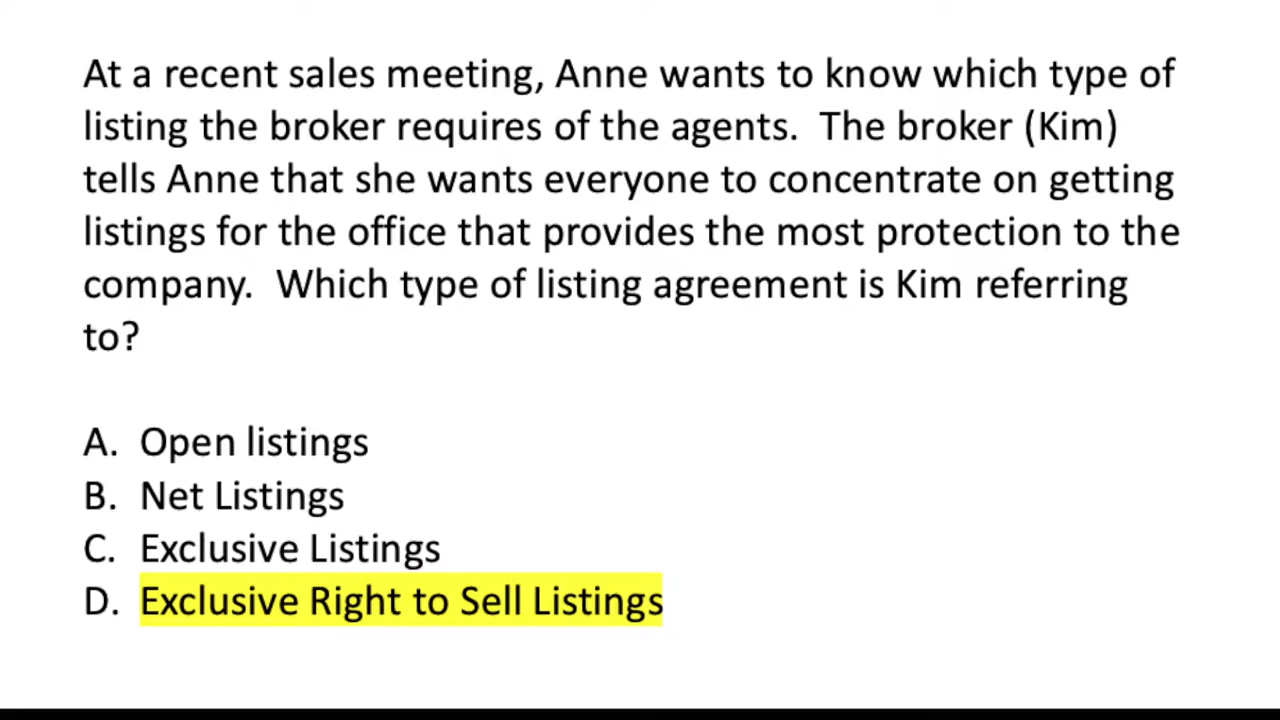 At a recent sales meeting, Anne wants to know which type of
listing the broker requires of the agents.  The broker (Kim)
tells Anne that she wants everyone to concentrate on getting
listings for the office that provides the most protection to the
company.  Which type of listing agreement is Kim referring
to?
A. Open listings
B. Net Listings
C. Exclusive Listings
D. Exclusive Right to Sell Listings